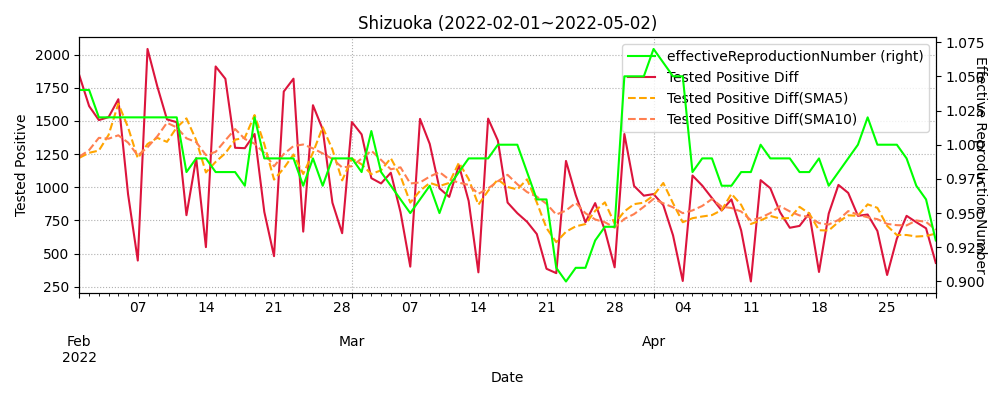 Shizuoka (2022-02-01~2022-05-02)
effectiveReproductionNumber (right)
Tested Positive Diff
Tested Positive Diff(SMA5)
Tested Positive Diff(SMA10)
Tested Positive
2000
1750
1500
1250
1000
750
500
250
1.075
1.050
1.025
1.000
0.975
0.950
0.925
0.900
Effective Reproduction Number
07 14 21 28 07 14 21 28 04 11 18 25
Feb Mar Apr
2022
Date